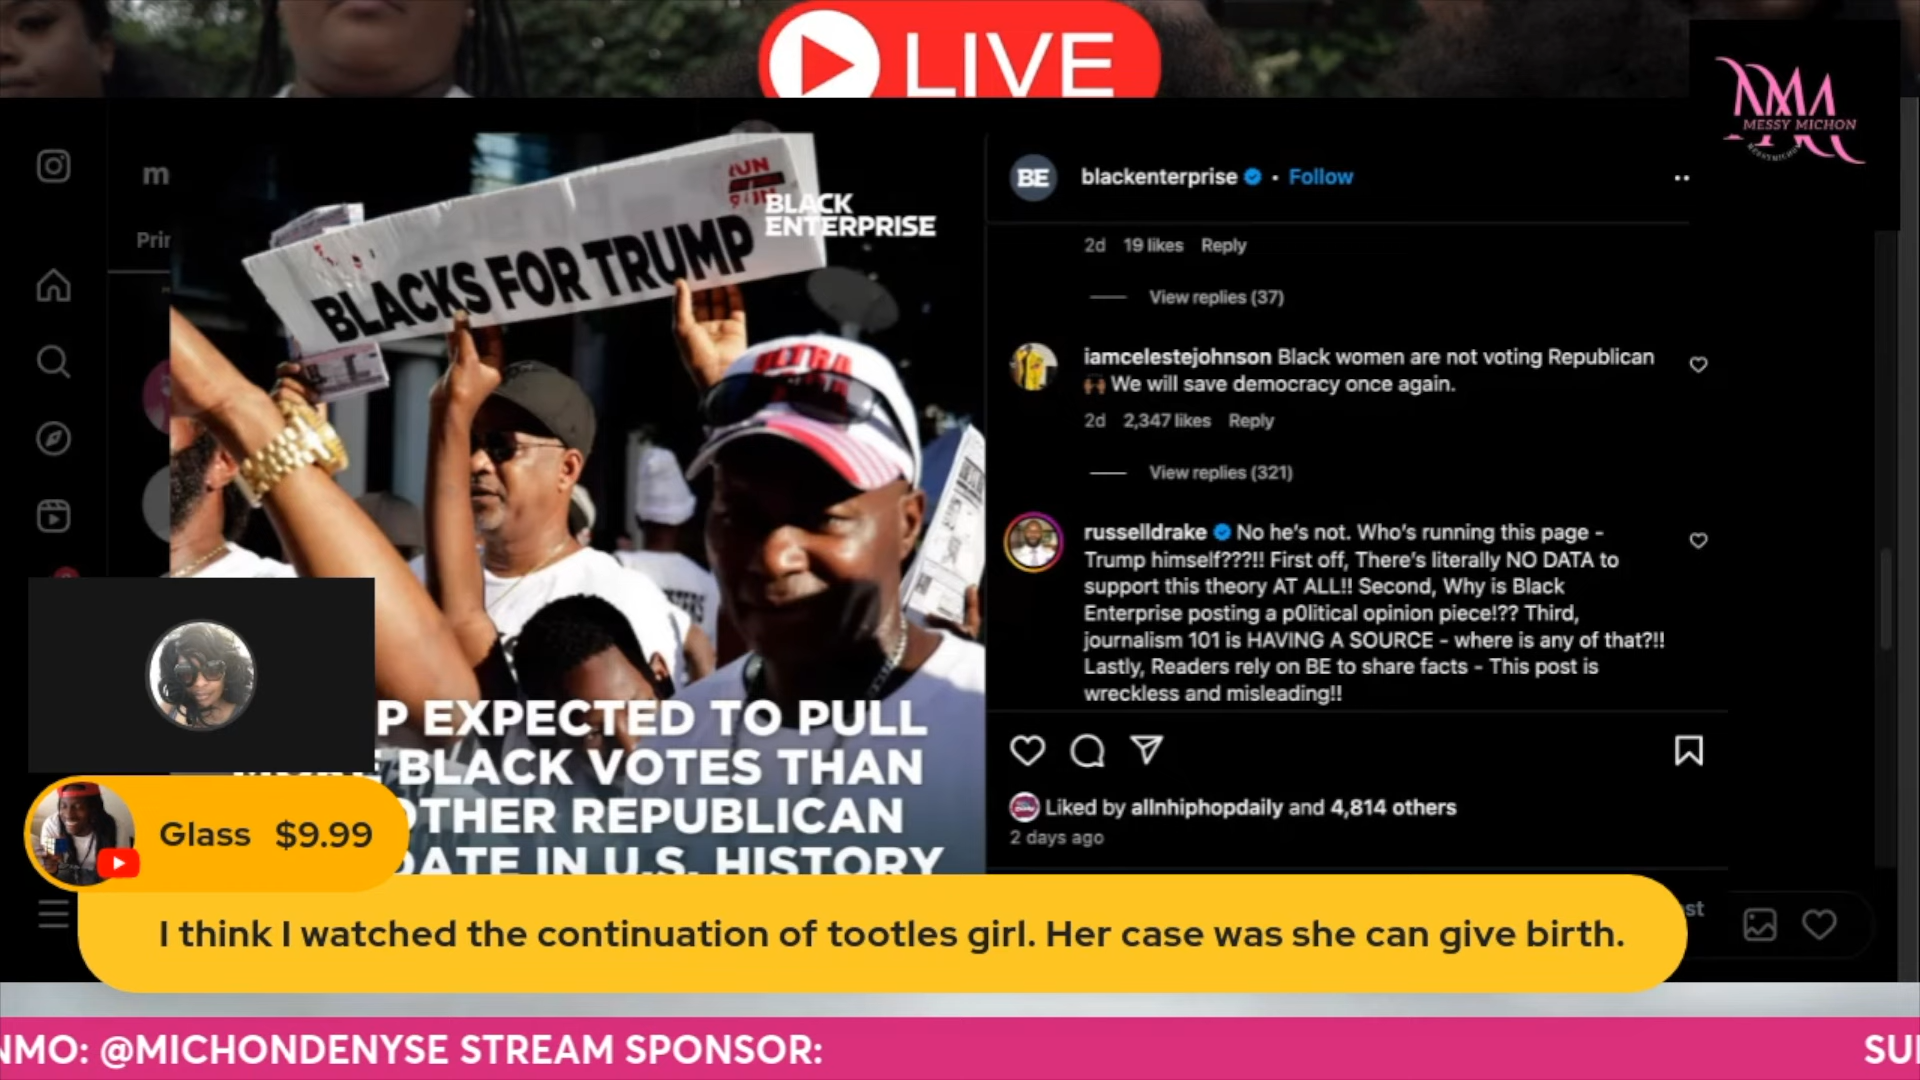 LIVE
NMA
MESSY MICHON
m
BLACK
ENTERPRISE
BLACKS FOR TRUMP
BE
blackenterprise • Follow
2d 19 likes Reply
View replies (37)
iamcelestejohnson Black women are not voting Republican
We will save democracy once again.
2d 2,347 likes Reply
View replies (321)
russelldrake No he's not. Who's running this page -
Trump himself???!! First off, There's literally NO DATA to
support this theory AT ALL!! Second, Why is Black
Enterprise posting a p0litical opinion piece!?? Third,
journalism 101 is HAVING A SOURCE - where is any of that?!!
Lastly, Readers rely on BE to share facts - This post is
wreckless and misleading!!
P EXPECTED TO PULL
BLACK VOTES THAN
OTHER REPUBLICAN
DATE IN U.S. HISTORY
Liked by allnhiphopdaily and 4,814 others
2 days ago
Glass $9.99
I think I watched the continuation of tootles girl. Her case was she can give birth.
NMO: @MICHONDENYSE STREAM SPONSOR: